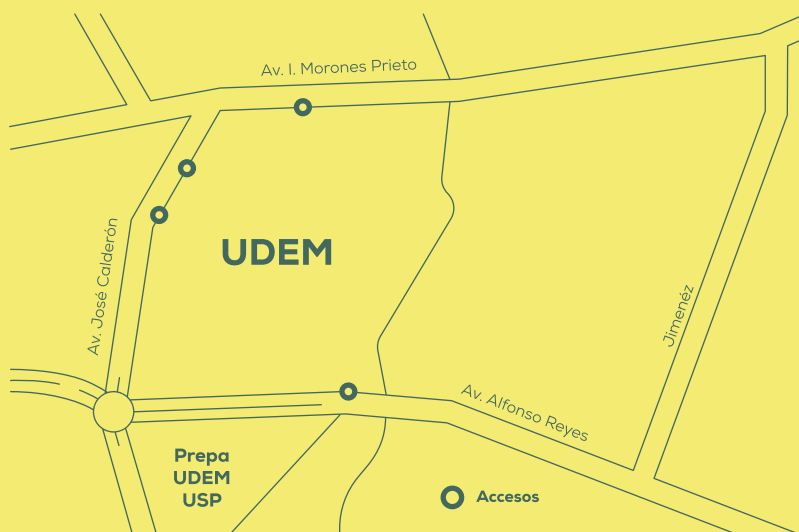 Av. I. Morones Prieto
Av. José Calderón
UDEM
Jimenéz
Av. Alfonso Reyes
Prepa
UDEM
USP
Accesos